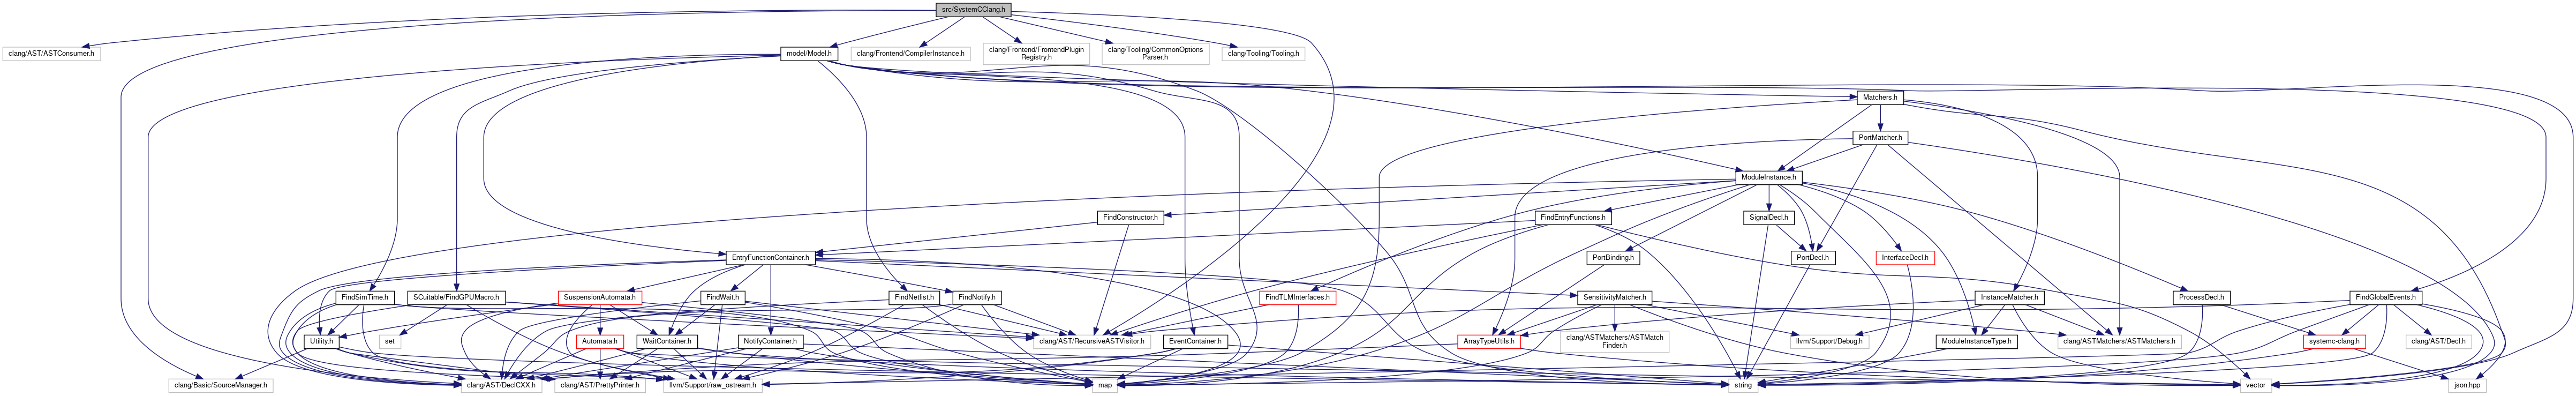 src/SystemCClang.h
clang/AST/ASTConsumer.h
model/Model.h
clang/Frontend/CompilerInstance.h
clang/Frontend/FrontendPlugin
Registry.h
clang/Tooling/CommonOptions
Parser.h
clang/Tooling/Tooling.h
Matchers.h
PortMatcher.h
ModuleInstance.h
FindConstructor.h
FindEntryFunctions.h
SignalDecl.h
EntryFunctionContainer.h
PortBinding.h
PortDecl.h
InterfaceDecl.h
FindSimTime.h
SCuitable/FindGPUMacro.h
SuspensionAutomata.h
FindWait.h
FindNetlist.h
FindNotify.h
FindTLMInterfaces.h
SensitivityMatcher.h
InstanceMatcher.h
ProcessDecl.h
FindGlobalEvents.h
set
Utility.h
Automata.h
WaitContainer.h
NotifyContainer.h
clang/AST/RecursiveASTVisitor.h
EventContainer.h
ArrayTypeUtils.h
clang/ASTMatchers/ASTMatch
Finder.h
llvm/Support/Debug.h
ModuleInstanceType.h
clang/ASTMatchers/ASTMatchers.h
systemc-clang.h
clang/AST/Decl.h
clang/Basic/SourceManager.h
clang/AST/DeclCXX.h
clang/AST/PrettyPrinter.h
llvm/Support/raw_ostream.h
map
string
vector
json.hpp